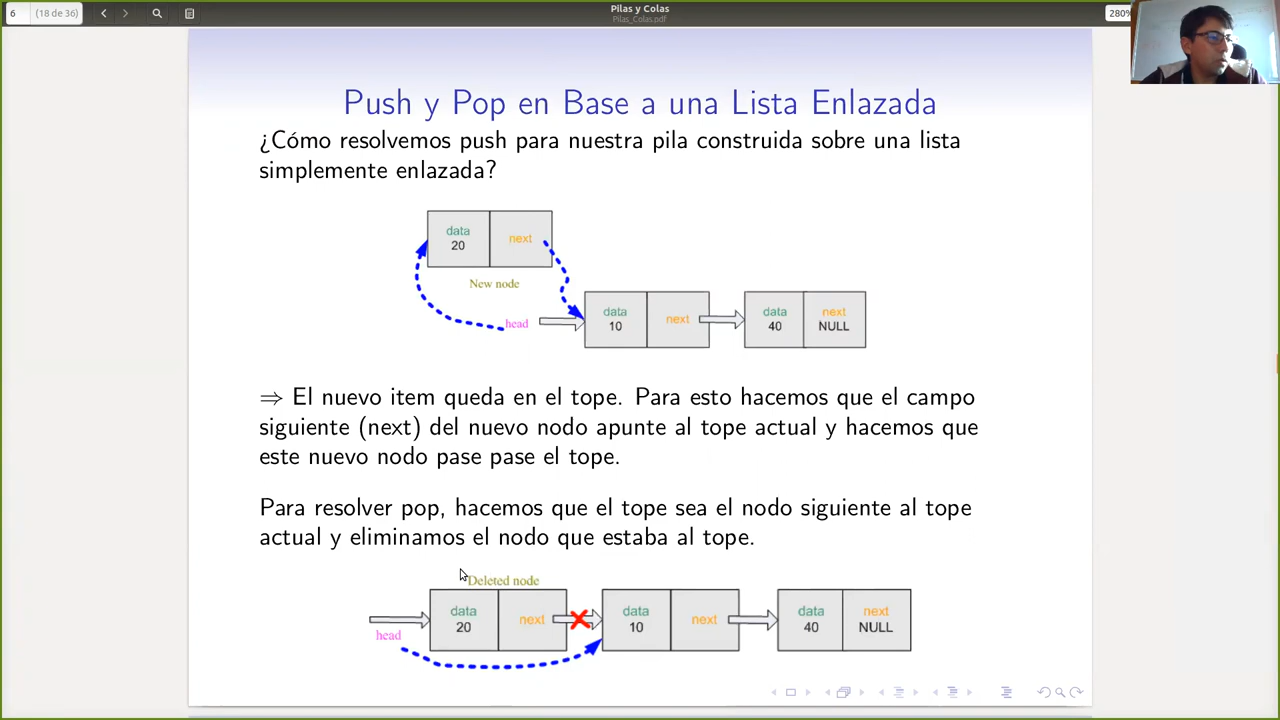 6
(18 de 36)
Pilas y Colas
Pilas_Colas.pdf
280%
Push y Pop en Base a una Lista Enlazada
¿Cómo resolvemos push para nuestra pila construida sobre una lista
simplemente enlazada?
data
20
next
New node
head
data
10
next
data
40
next
NULL
⇒ El nuevo item queda en el tope. Para esto hacemos que el campo
siguiente (next) del nuevo nodo apunte al tope actual y hacemos que
este nuevo nodo pase pase el tope.
Para resolver pop, hacemos que el tope sea el nodo siguiente al tope
actual y eliminamos el nodo que estaba al tope.
Deleted node
head
data
20
next
data
10
next
data
40
next
NULL